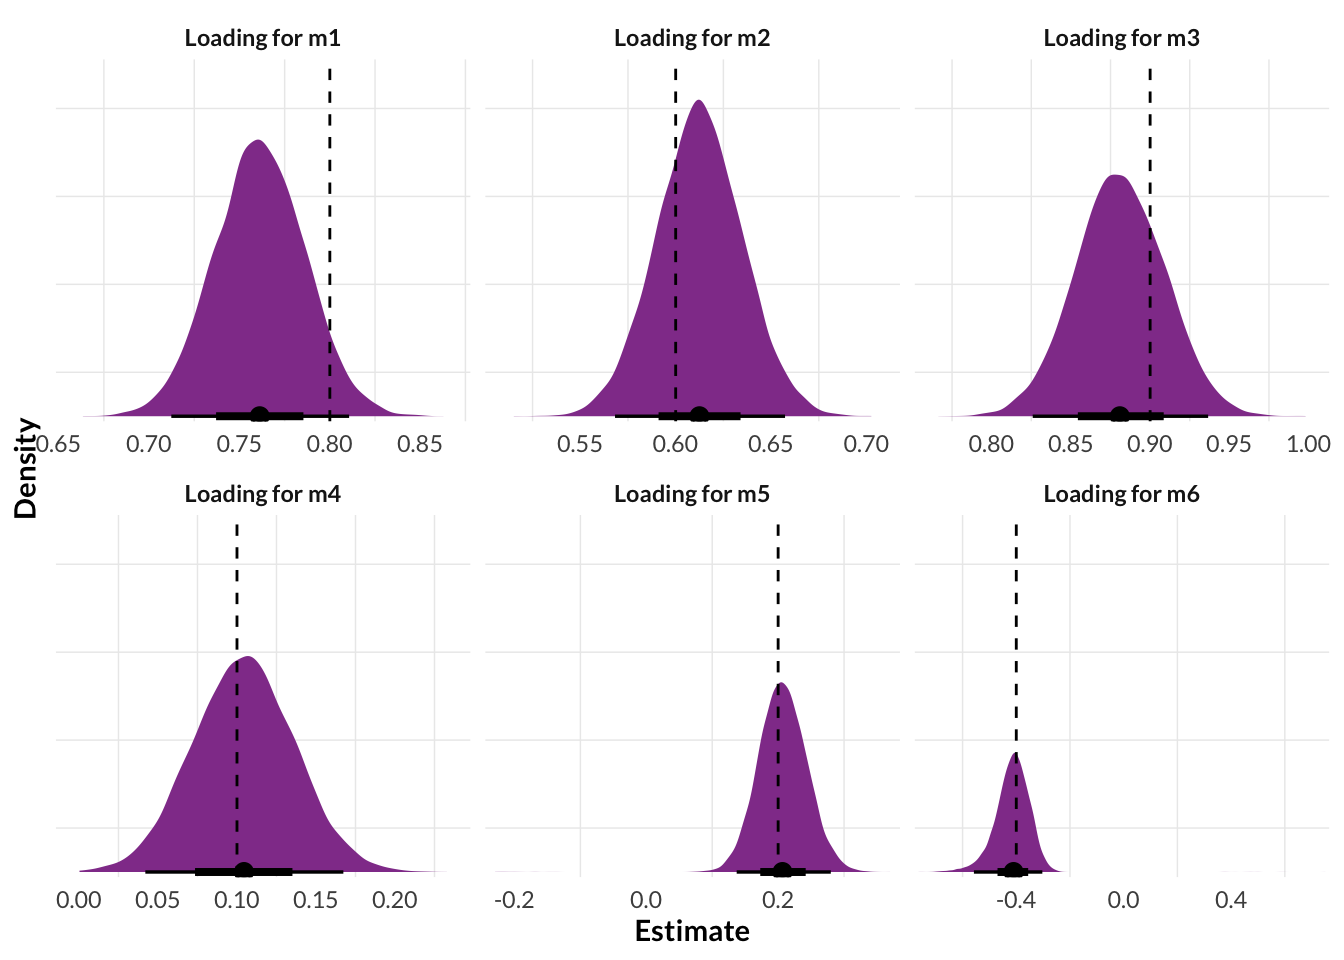 Loading for m1 Loading for m2 Loading for m3
0.65 0.70 0.75 0.80 0.85 0.55 0.60 0.65 0.70 0.80 0.85 0.90 0.95 1.00
Density
Loading for m4 Loading for m5 Loading for m6
0.00 0.05 0.10 0.15 0.20 -0.2 0.0 0.2 -0.4 0.0 0.4
Estimate